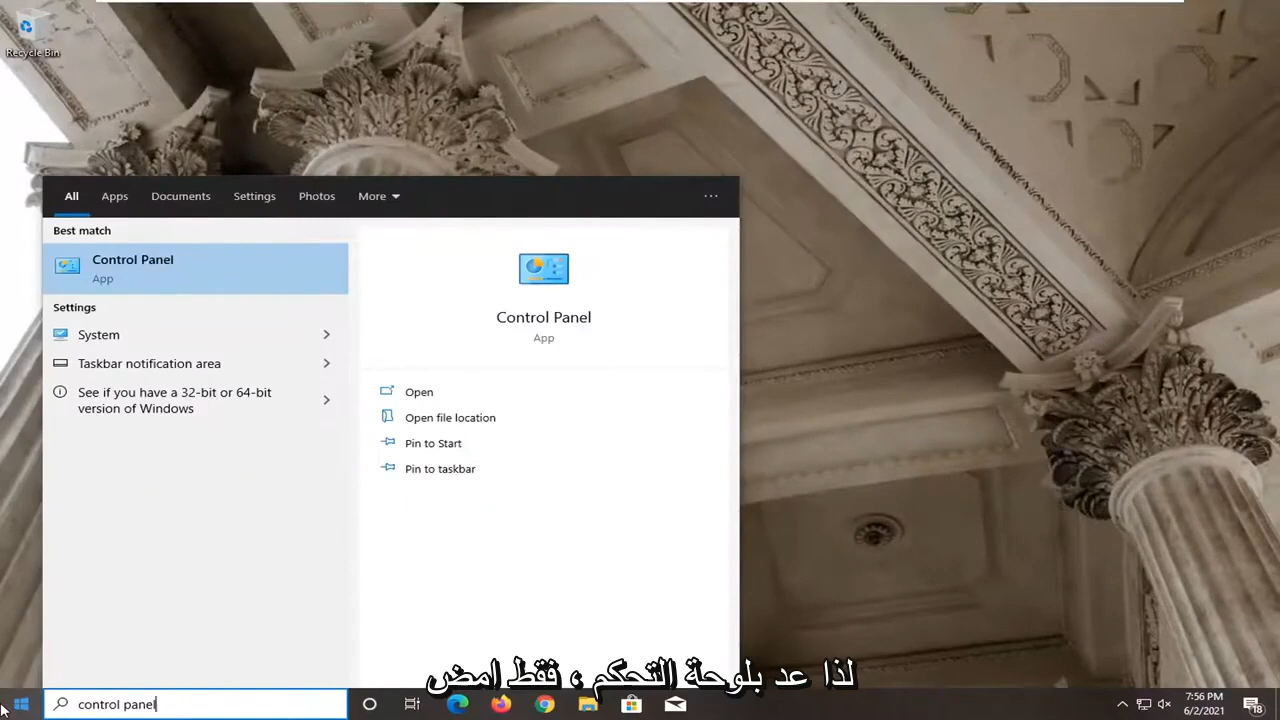 Recycle Bin
All
Apps
Documents
Settings
Photos
More
Best match
Control Panel
App
Settings
System
Taskbar notification area
See if you have a 32-bit or 64-bit
version of Windows
Control Panel
App
Open
Open file location
Pin to Start
Pin to taskbar
لذا عد بلوحة التحكم ، فقط امض
control panel
7:56 PM
6/2/2021
18